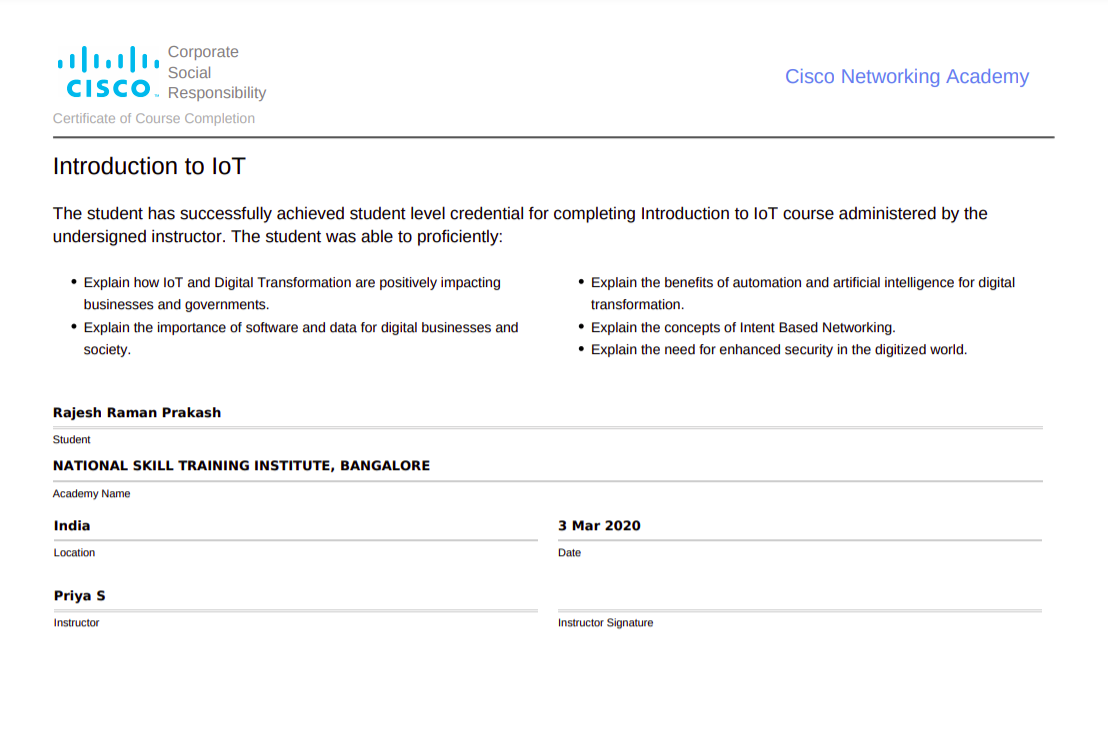 CISCO
Corporate
Social
Responsibility
Cisco Networking Academy
Certificate of Course Completion
Introduction to IoT
The student has successfully achieved student level credential for completing Introduction to IoT course administered by the
undersigned instructor. The student was able to proficiently:
• Explain how IoT and Digital Transformation are positively impacting
businesses and governments.
• Explain the importance of software and data for digital businesses and
society.
• Explain the benefits of automation and artificial intelligence for digital
transformation.
• Explain the concepts of Intent Based Networking.
• Explain the need for enhanced security in the digitized world.
Rajesh Raman Prakash
Student
NATIONAL SKILL TRAINING INSTITUTE, BANGALORE
Academy Name
India
Location
3 Mar 2020
Date
Priya S
Instructor
Instructor Signature